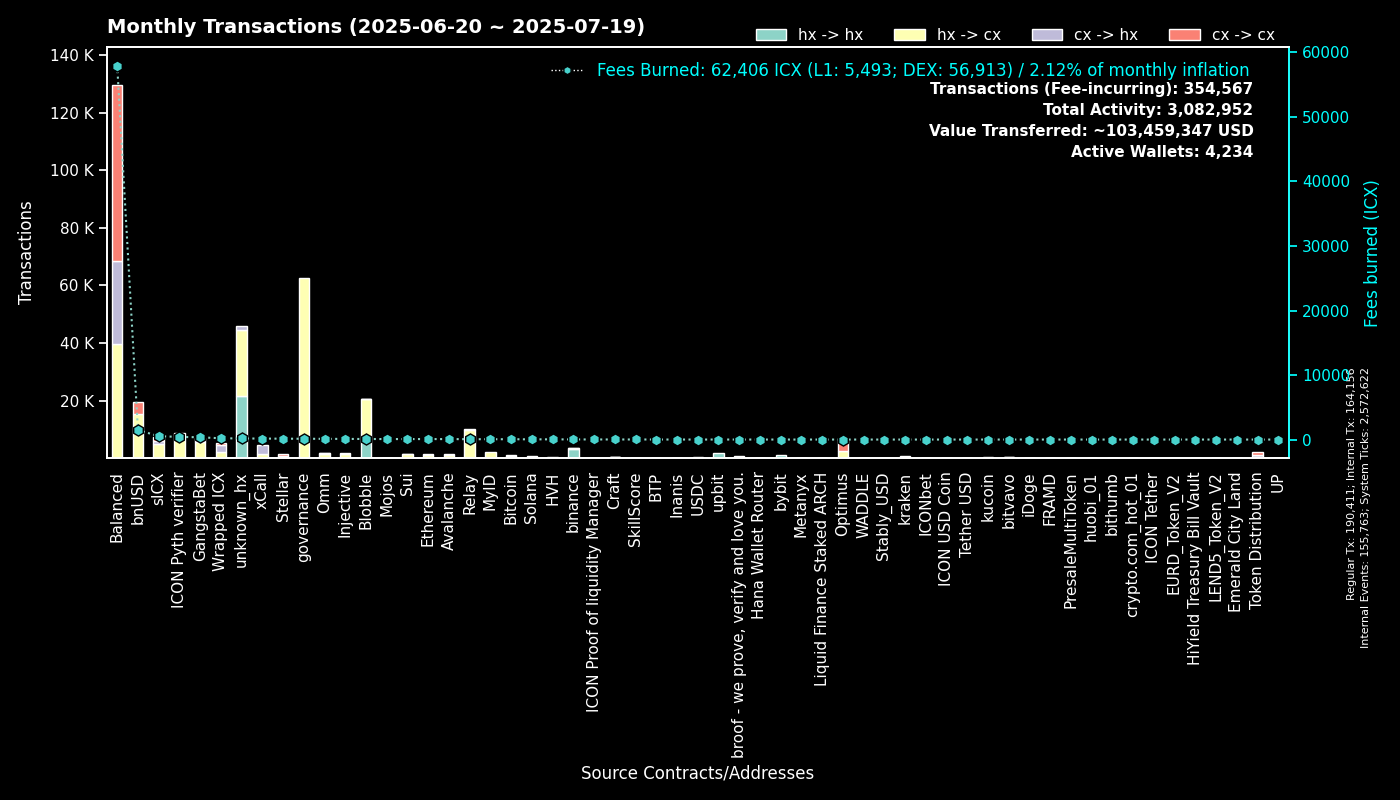 Monthly Transactions (2025-06-20 ~ 2025-07-19)
hx -> hx
hx -> cx
cx -> hx
cx -> cx
Fees Burned: 62,406 ICX (L1: 5,493; DEX: 56,913) / 2.12% of monthly inflation
Transactions (Fee-incurring): 354,567
Total Activity: 3,082,952
Value Transferred: ~103,459,347 USD
Active Wallets: 4,234
Transactions
140 K
120 K
100 K
80 K
60 K
40 K
20 K
60000
50000
40000
30000
20000
10000
0
Fees burned (ICX)
Regular Tx: 190,411; Internal Tx: 164,156
Internal Events: 155,763; System Ticks: 2,572,622
Balanced
bnUSD
sICX
ICON Pyth verifier
GangstaBet
Wrapped ICX
unknown_hx
xCall
Stellar
governance
Omm
Injective
Blobble
Mojos
Sui
Ethereum
Avalanche
Relay
MyID
Bitcoin
Solana
HVH
binance
ICON Proof of liquidity Manager
Craft
SkillScore
BTP
Inanis
USDC
upbit
broof - we prove, verify and love you.
Hana Wallet Router
bybit
Metanyx
Liquid Finance Staked ARCH
Optimus
WADDLE
Stably_USD
kraken
ICONbet
ICON USD Coin
Tether USD
kucoin
bitvavo
iDoge
FRAMD
PresaleMultiToken
huobi_01
bithumb
crypto.com_hot_01
ICON Tether
EURD_Token_V2
HiYield Treasury Bill Vault
LEND5_Token_V2
Emerald City Land
Token Distribution
UP
Source Contracts/Addresses